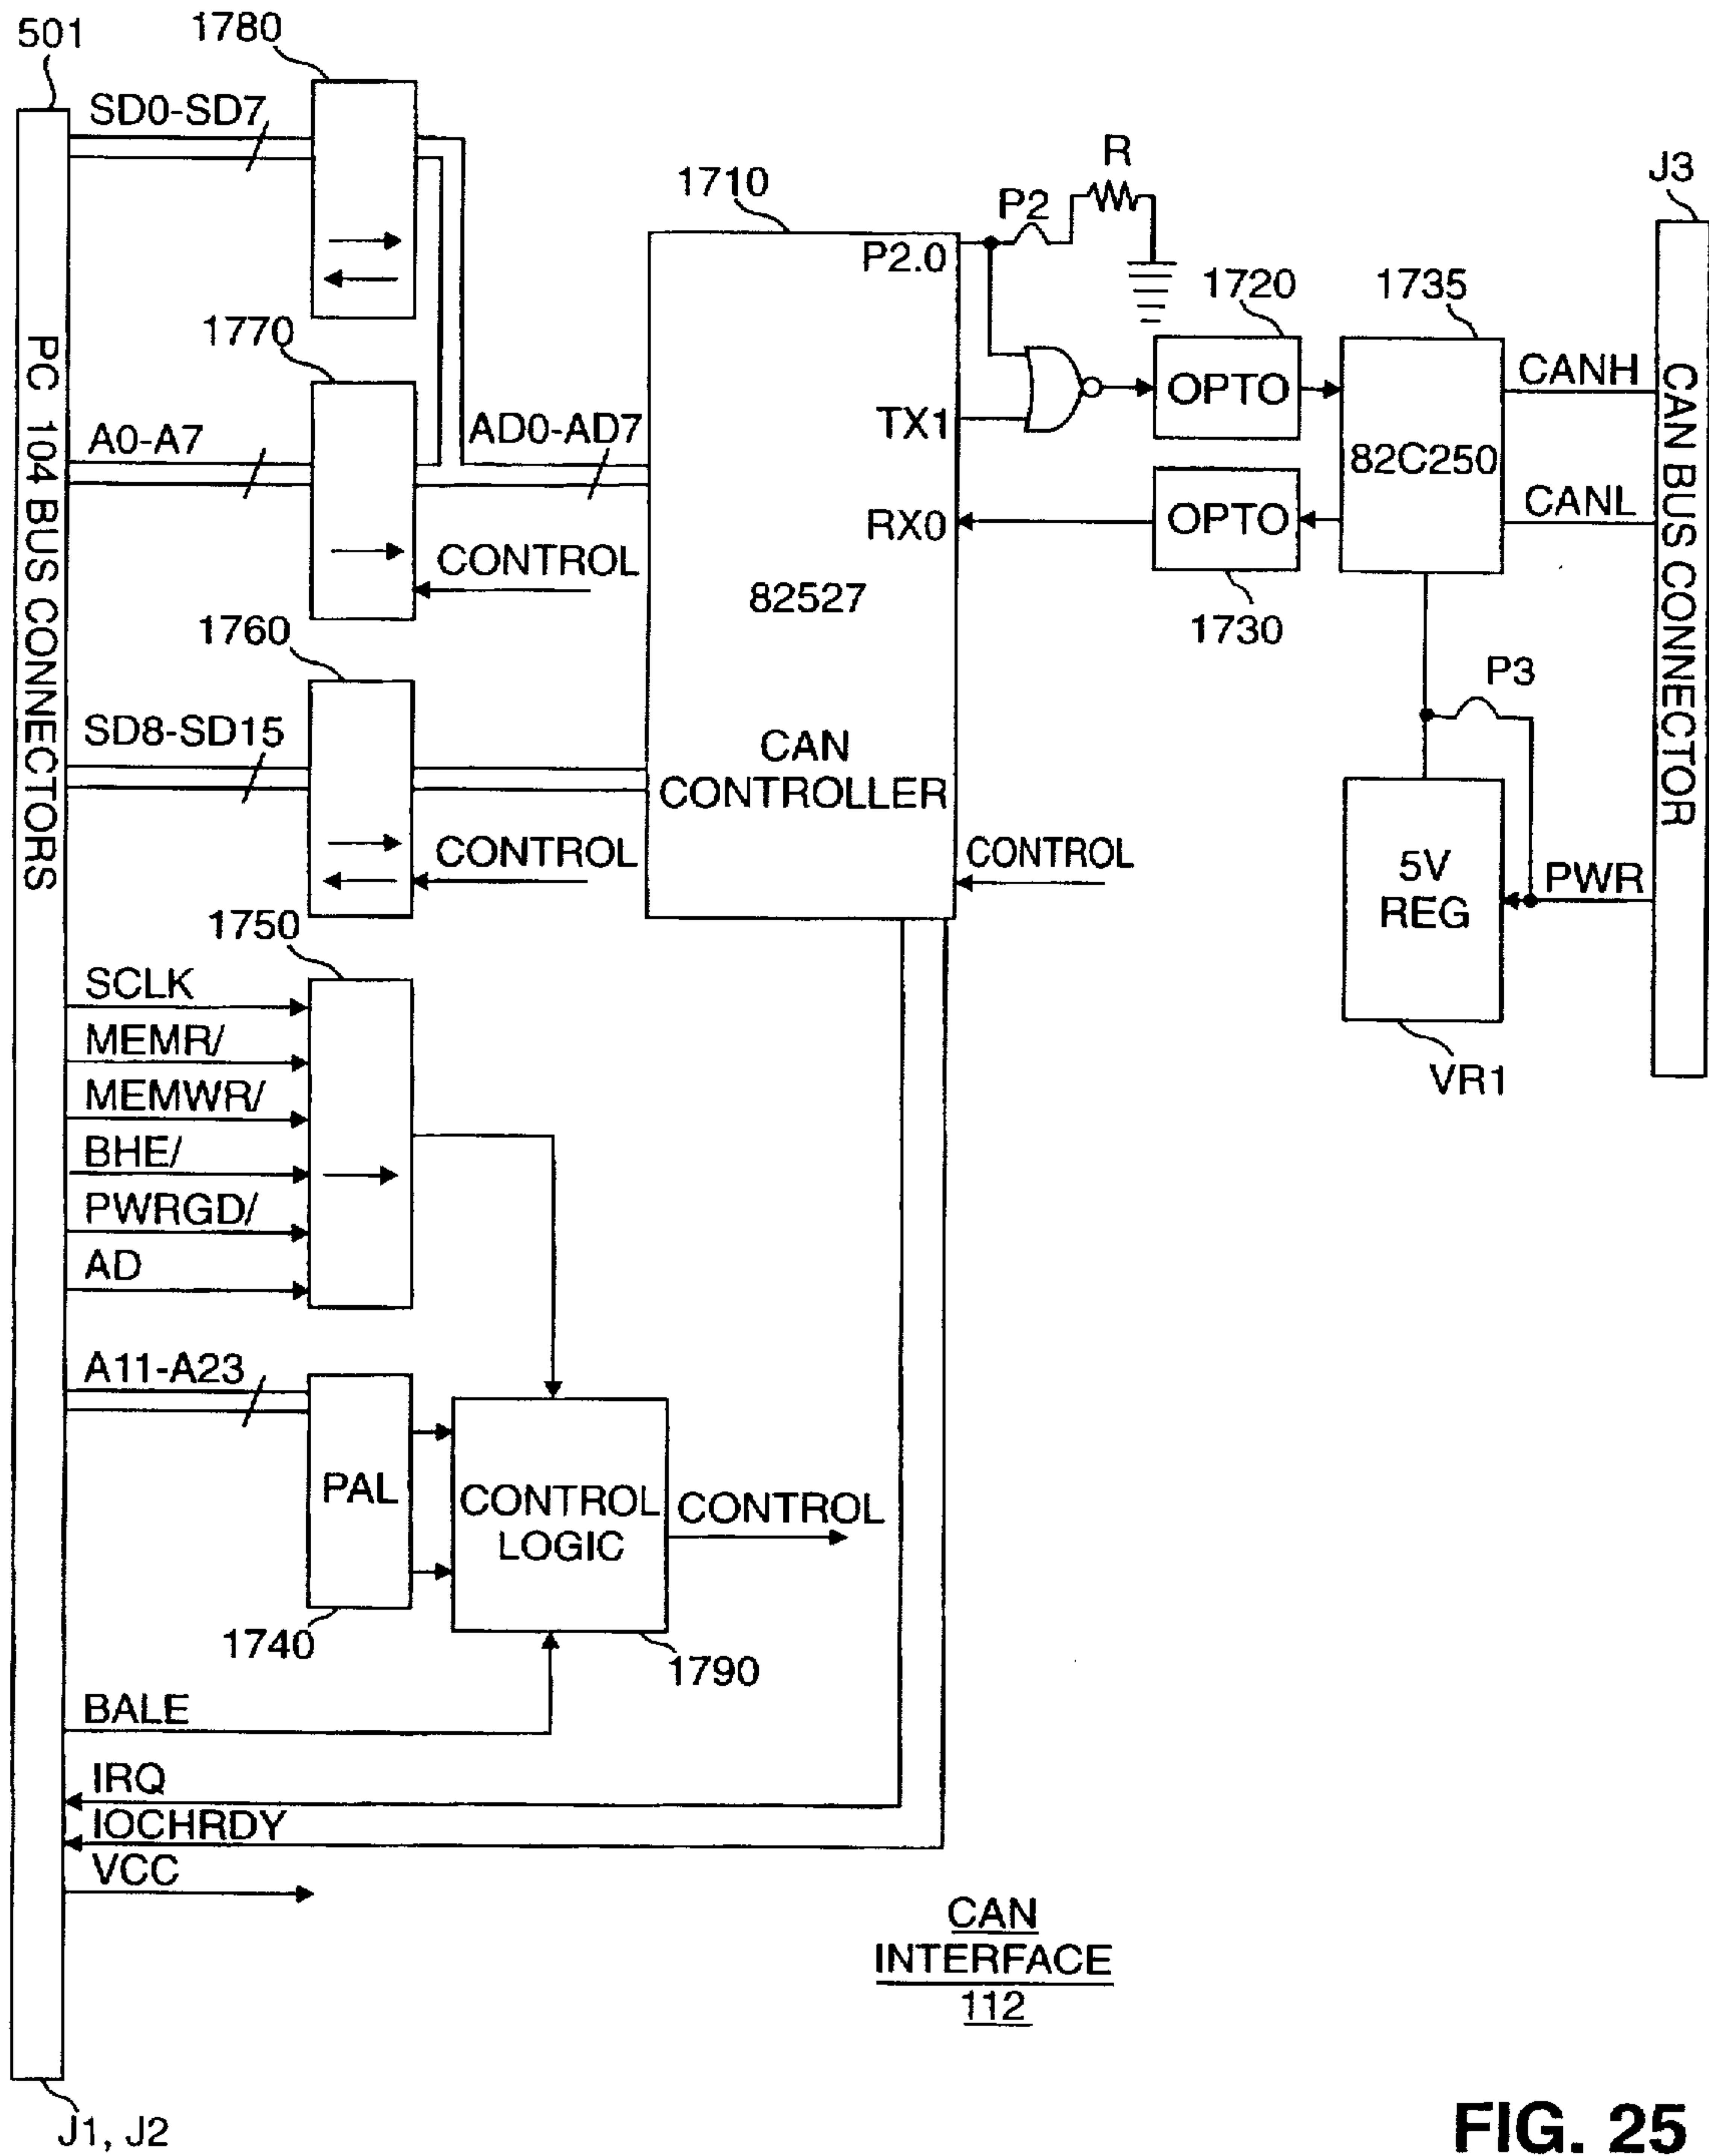 501
1780
SD0-SD7
1710
P2
R
J3
P2.0
1720
1735
1770
OPTO
CANH
A0-A7
AD0-AD7
TX1
82C250
RX0
OPTO
CANL
CONTROL
82527
1730
1760
P3
SD8-SD15
CAN
CONTROLLER
CONTROL
CONTROL
5V
REG
PWR
PC 104 BUS CONNECTORS
CAN BUS CONNECTOR
1750
SCLK
MEMR/
MEMWR/
VR1
BHE/
PWRGD/
AD
A11-A23
PAL
CONTROL
LOGIC
CONTROL
1740
1790
BALE
IRQ
IOCHRDY
VCC
CAN
INTERFACE
112
J1, J2
FIG. 25